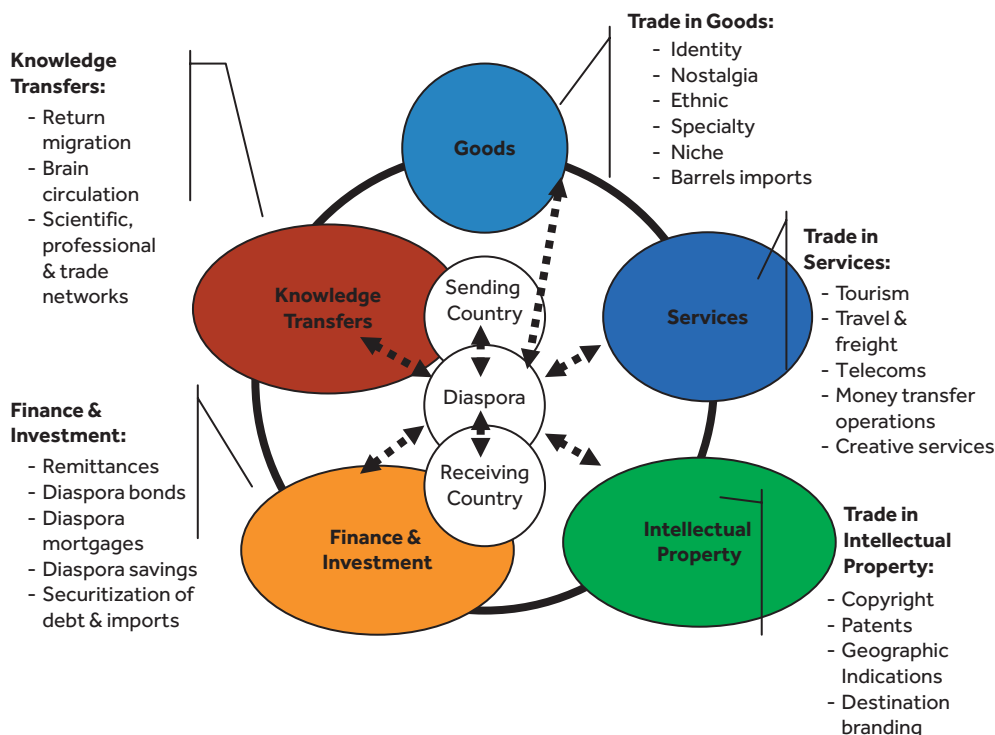 Trade in Goods:
- Identity
- Nostalgia
- Ethnic
- Specialty
- Niche
- Barrels imports
Knowledge
Transfers:
- Return
migration
- Brain
circulation
- Scientific,
professional
& trade
networks
Goods
Trade in
Services:
- Tourism
- Travel &
freight
- Telecoms
- Money transfer
operations
- Creative services
Knowledge
Transfers
Sending
Country
Services
Diaspora
Receiving
Country
Finance &
Investment:
- Remittances
- Diaspora bonds
- Diaspora
mortgages
- Diaspora savings
- Securitization of
debt & imports
Finance &
Investment
Intellectual
Property
Trade in
Intellectual
Property:
- Copyright
- Patents
- Geographic
Indications
- Destination
branding